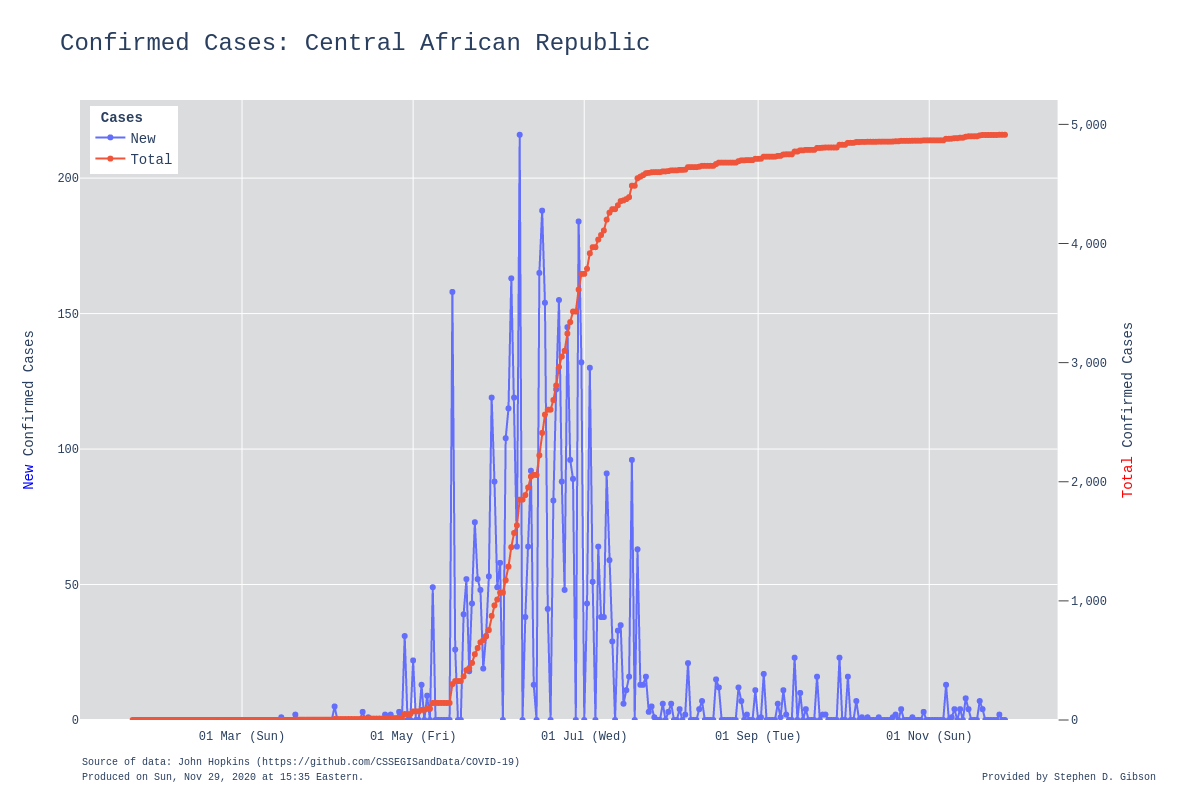 Confirmed Cases: Central African Republic
Cases
New
Total
200
150
100
50
0
5,000
4,000
3,000
2,000
1,000
0
New Confirmed Cases
Total Confirmed Cases
01 Mar (Sun)
01 May (Fri)
01 Jul (Wed)
01 Sep (Tue)
01 Nov (Sun)
Source of data: John Hopkins (https://github.com/CSSEGISandData/COVID-19)
Produced on Sun, Nov 29, 2020 at 15:35 Eastern.
Provided by Stephen D. Gibson